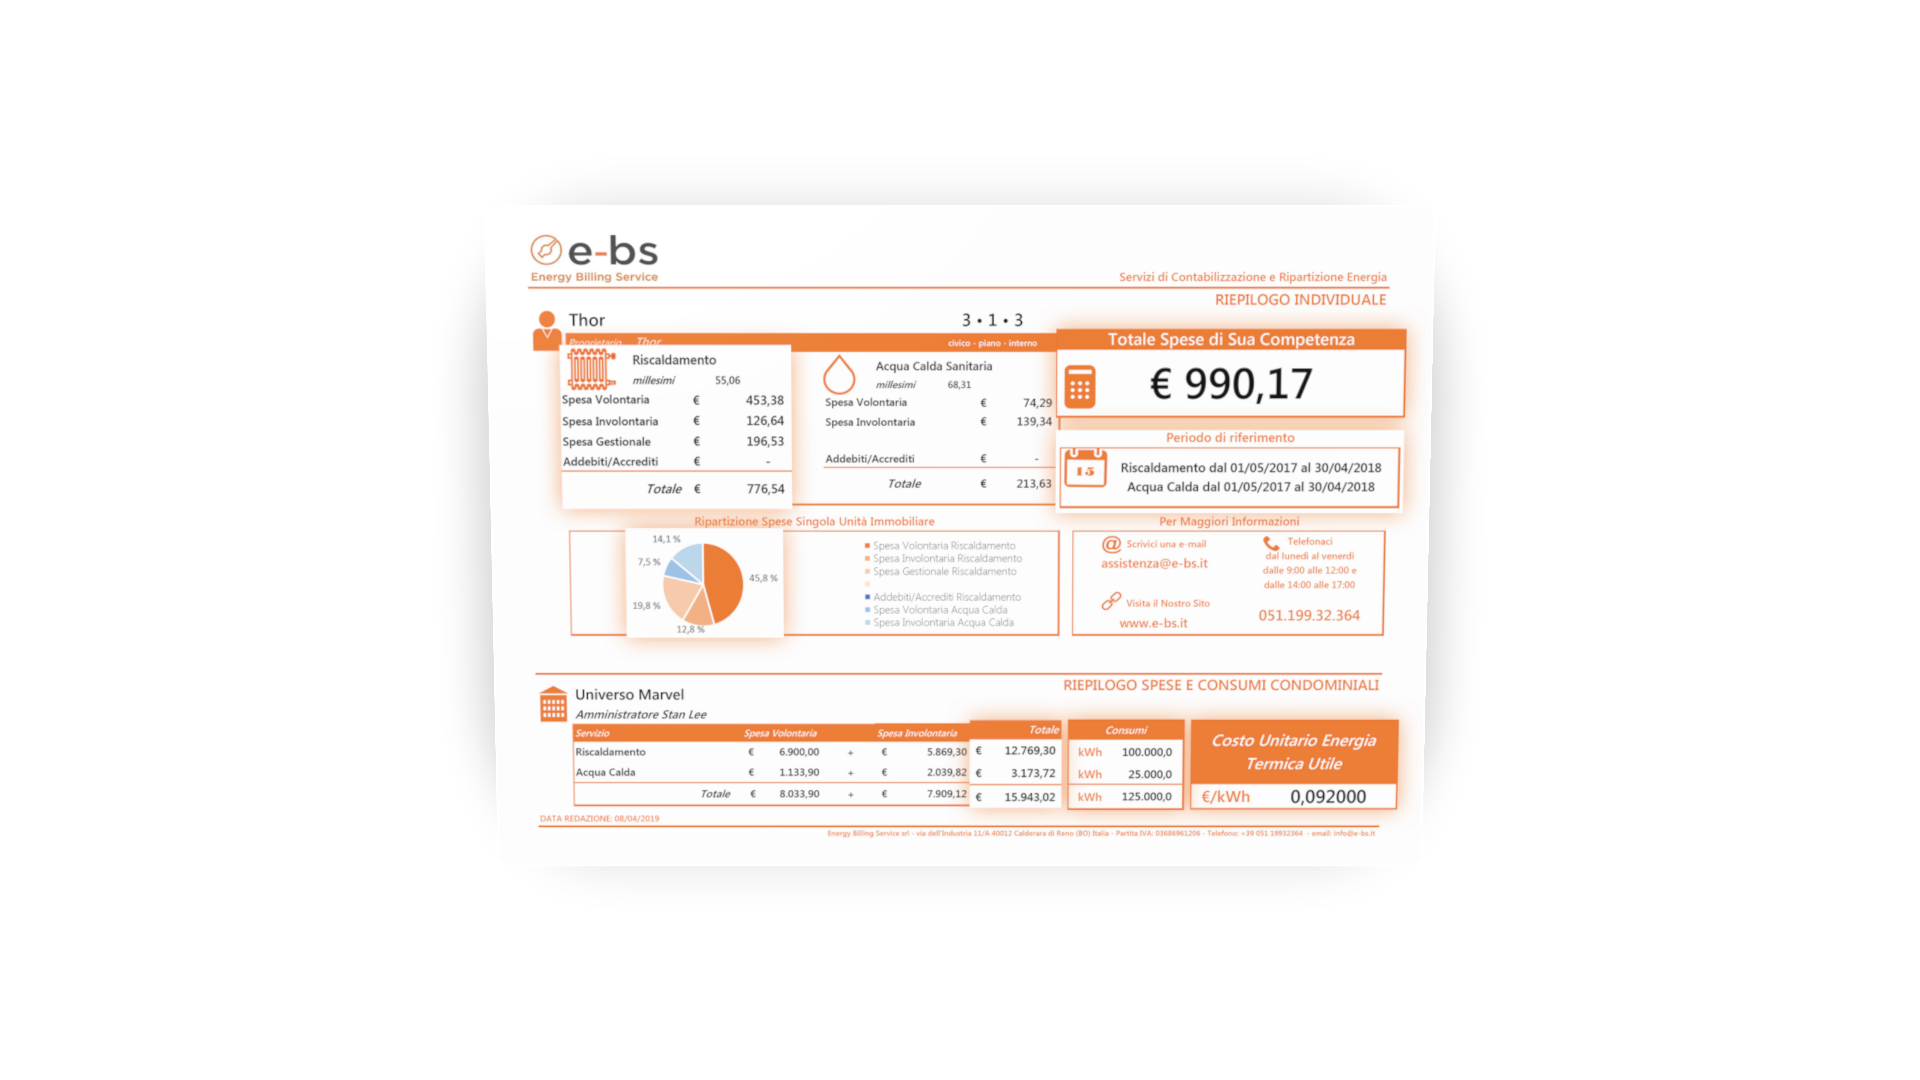 e-bs
Energy Billing Service
Servizi di Contabilizzazione e Ripartizione Energia
RIEPILOGO INDIVIDUALE
Thor 3 • 1 • 3
Proprietario Thor civico - piano - interno
Totale Spese di Sua Competenza
€ 990,17
Riscaldamento
millesimi 55,06
Spesa Volontaria € 453,38
Spesa Involontaria € 126,64
Spesa Gestionale € 196,53
Addebiti/Accrediti € -
Totale € 776,54
Acqua Calda Sanitaria
millesimi 68,31
Spesa Volontaria € 74,29
Spesa Involontaria € 139,34
Addebiti/Accrediti € -
Totale € 213,63
Periodo di riferimento
15
Riscaldamento dal 01/05/2017 al 30/04/2018
Acqua Calda dal 01/05/2017 al 30/04/2018
Ripartizione Spese Singola Unità Immobiliare
14,1 %
7,5 %
45,8 %
19,8 %
12,8 %
Spesa Volontaria Riscaldamento
Spesa Involontaria Riscaldamento
Spesa Gestionale Riscaldamento
Addebiti/Accrediti Riscaldamento
Spesa Volontaria Acqua Calda
Spesa Involontaria Acqua Calda
Per Maggiori Informazioni
@ Scrivici una e-mail
assistenza@e-bs.it
Visita il Nostro Sito
www.e-bs.it
Telefonaci
dal lunedì al venerdì
dalle 9:00 alle 12:00 e
dalle 14:00 alle 17:00
051.199.32.364
RIEPILOGO SPESE E CONSUMI CONDOMINIALI
Universo Marvel
Amministratore Stan Lee
Servizio Spesa Volontaria Spesa Involontaria Totale Consumi
Riscaldamento € 6.900,00 + € 5.869,30 € 12.769,30 kWh 100.000,0
Acqua Calda € 1.133,90 + € 2.039,82 € 3.173,72 kWh 25.000,0
Totale € 8.033,90 + € 7.909,12 € 15.943,02 kWh 125.000,0
Costo Unitario Energia
Termica Utile
€/kWh 0,092000
DATA REDAZIONE: 08/04/2019
Energy Billing Service srl - via dell'Industria 11/A 40012 Calderara di Reno (BO) Italia - Partita IVA: 03686961206 - Telefono: +39 051 19932364 - email: info@e-bs.it